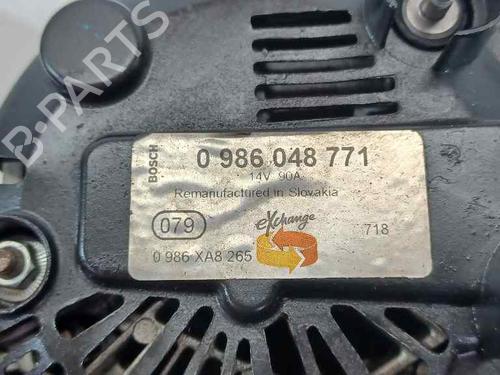 B-PARTS
BOSCH
0 986 048 771
14V 90A
Remanufactured in Slovakia
079
eXchange
718
0 986 XA8 265